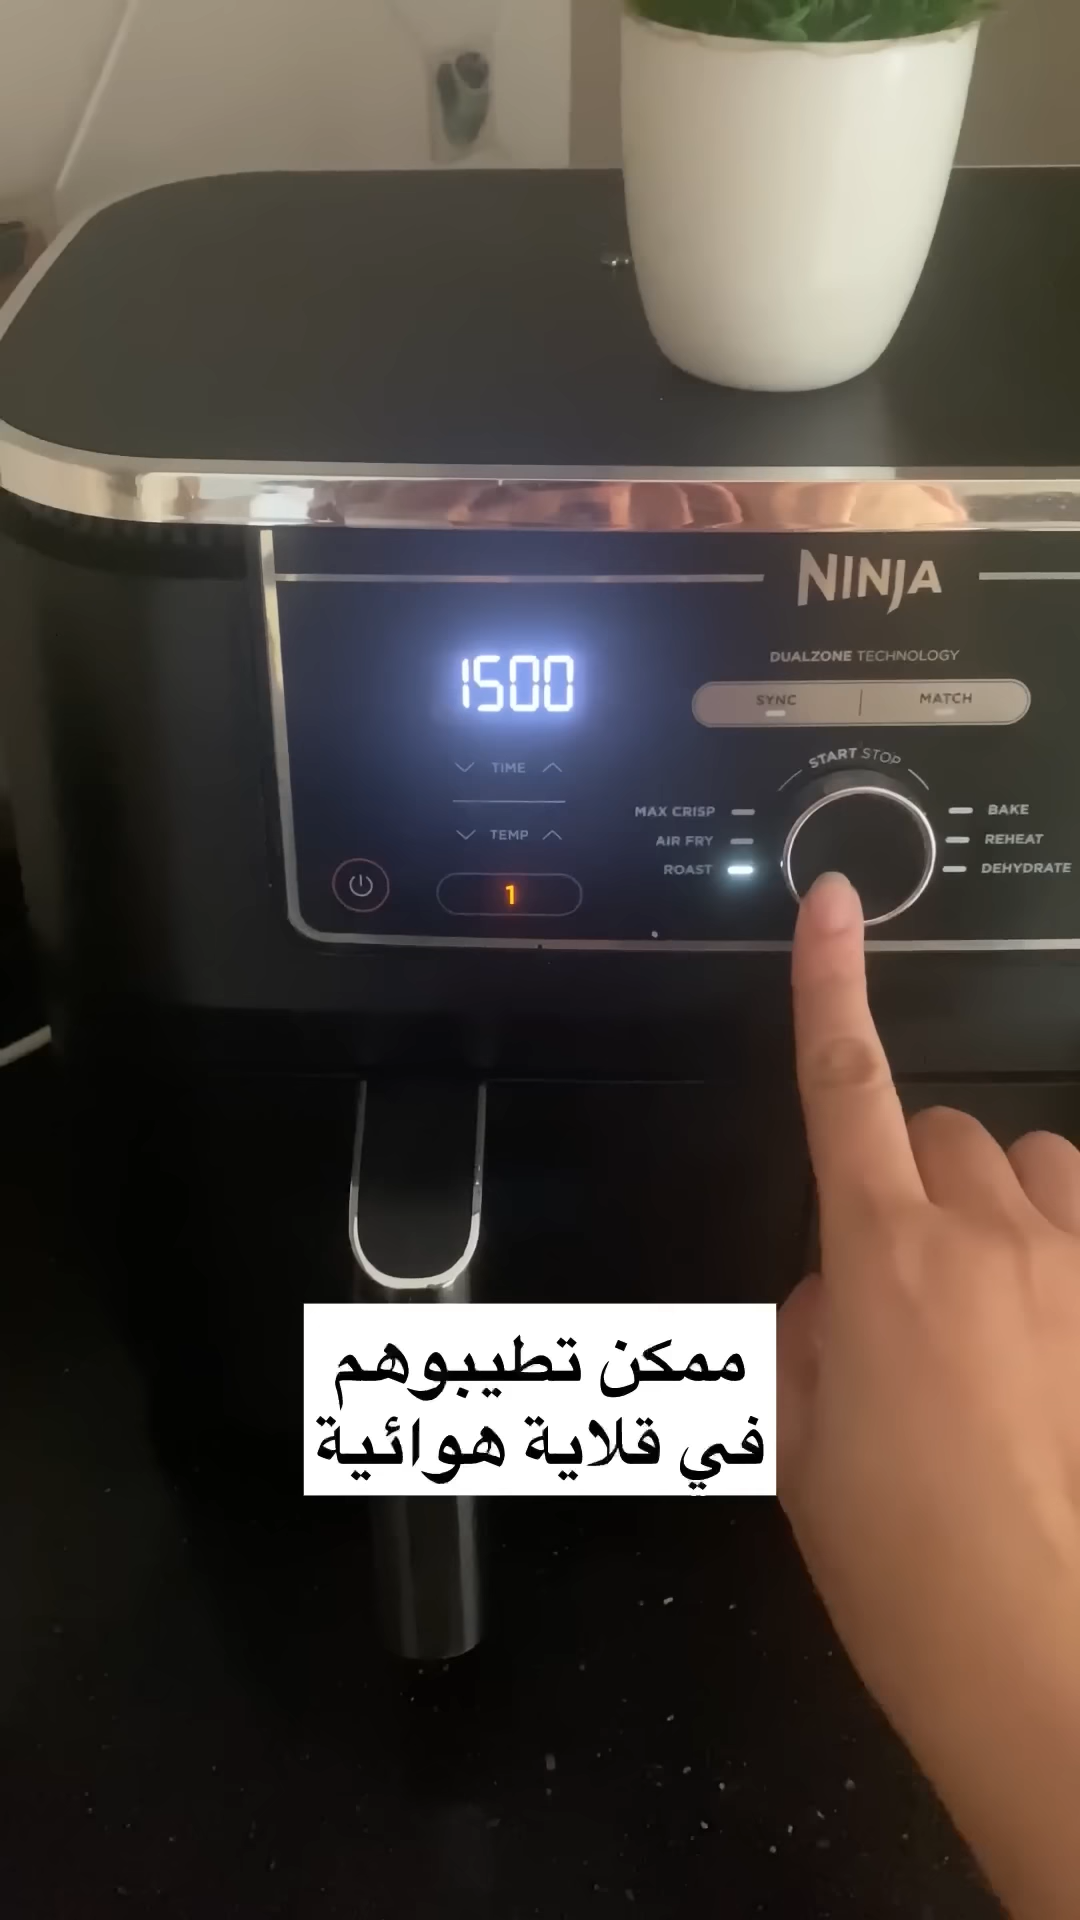 NINJA
DUALZONE TECHNOLOGY
SYNC MATCH
1500
START STOP
TIME
MAX CRISP
BAKE
TEMP
AIR FRY
REHEAT
ROAST
DEHYDRATE
1
ممكن تطيبوهم
في قلاية هوائية